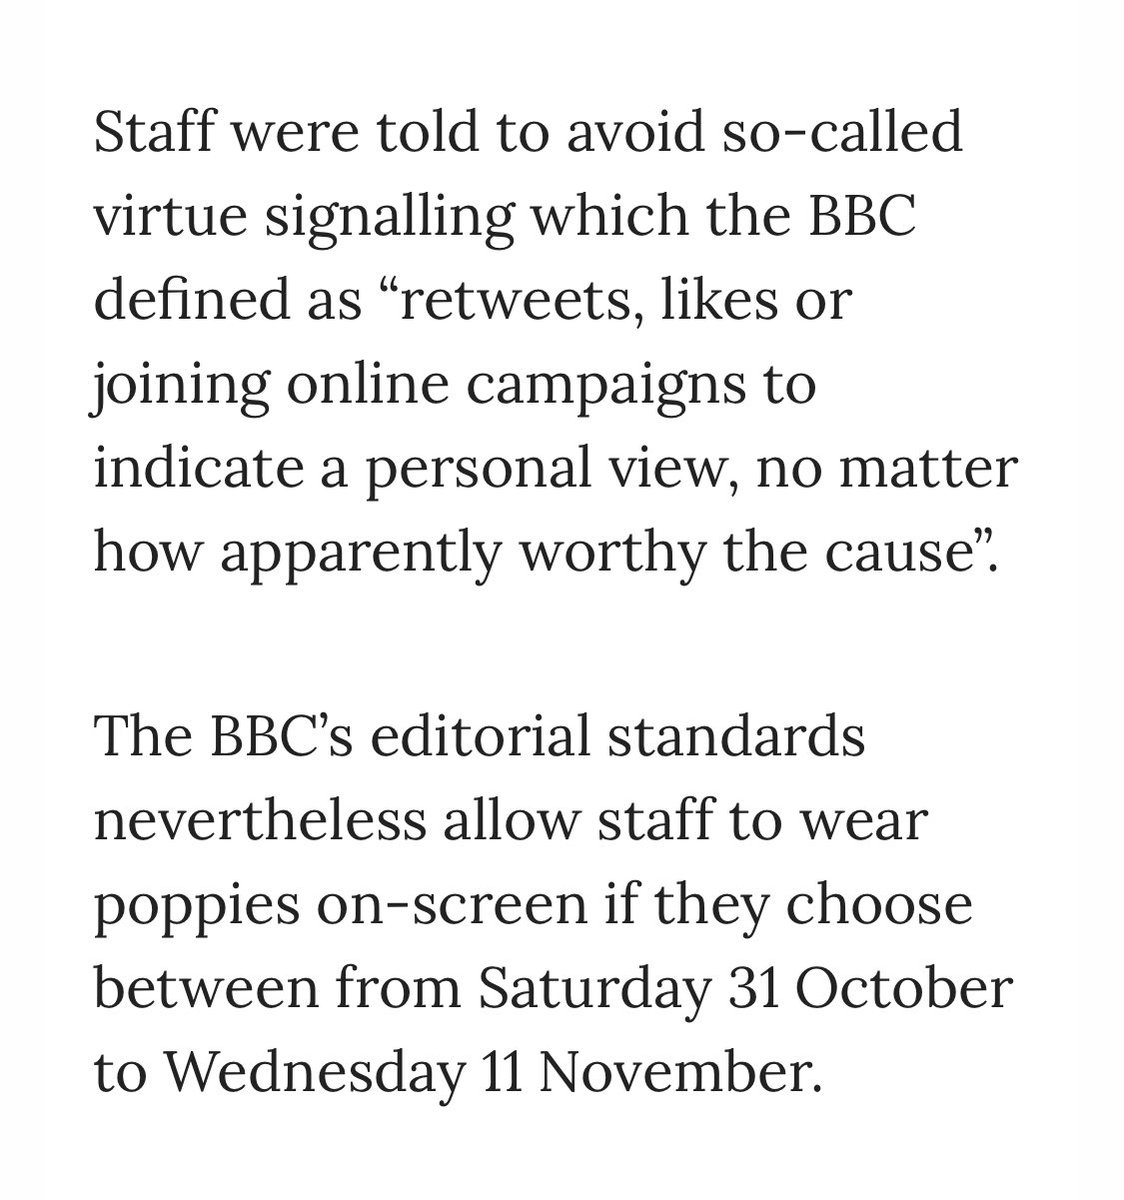 Staff were told to avoid so-called
virtue signalling which the BBC
defined as “retweets, likes or
joining online campaigns to
indicate a personal view, no matter
how apparently worthy the cause”.
The BBC’s editorial standards
nevertheless allow staff to wear
poppies on-screen if they choose
between from Saturday 31 October
to Wednesday 11 November.